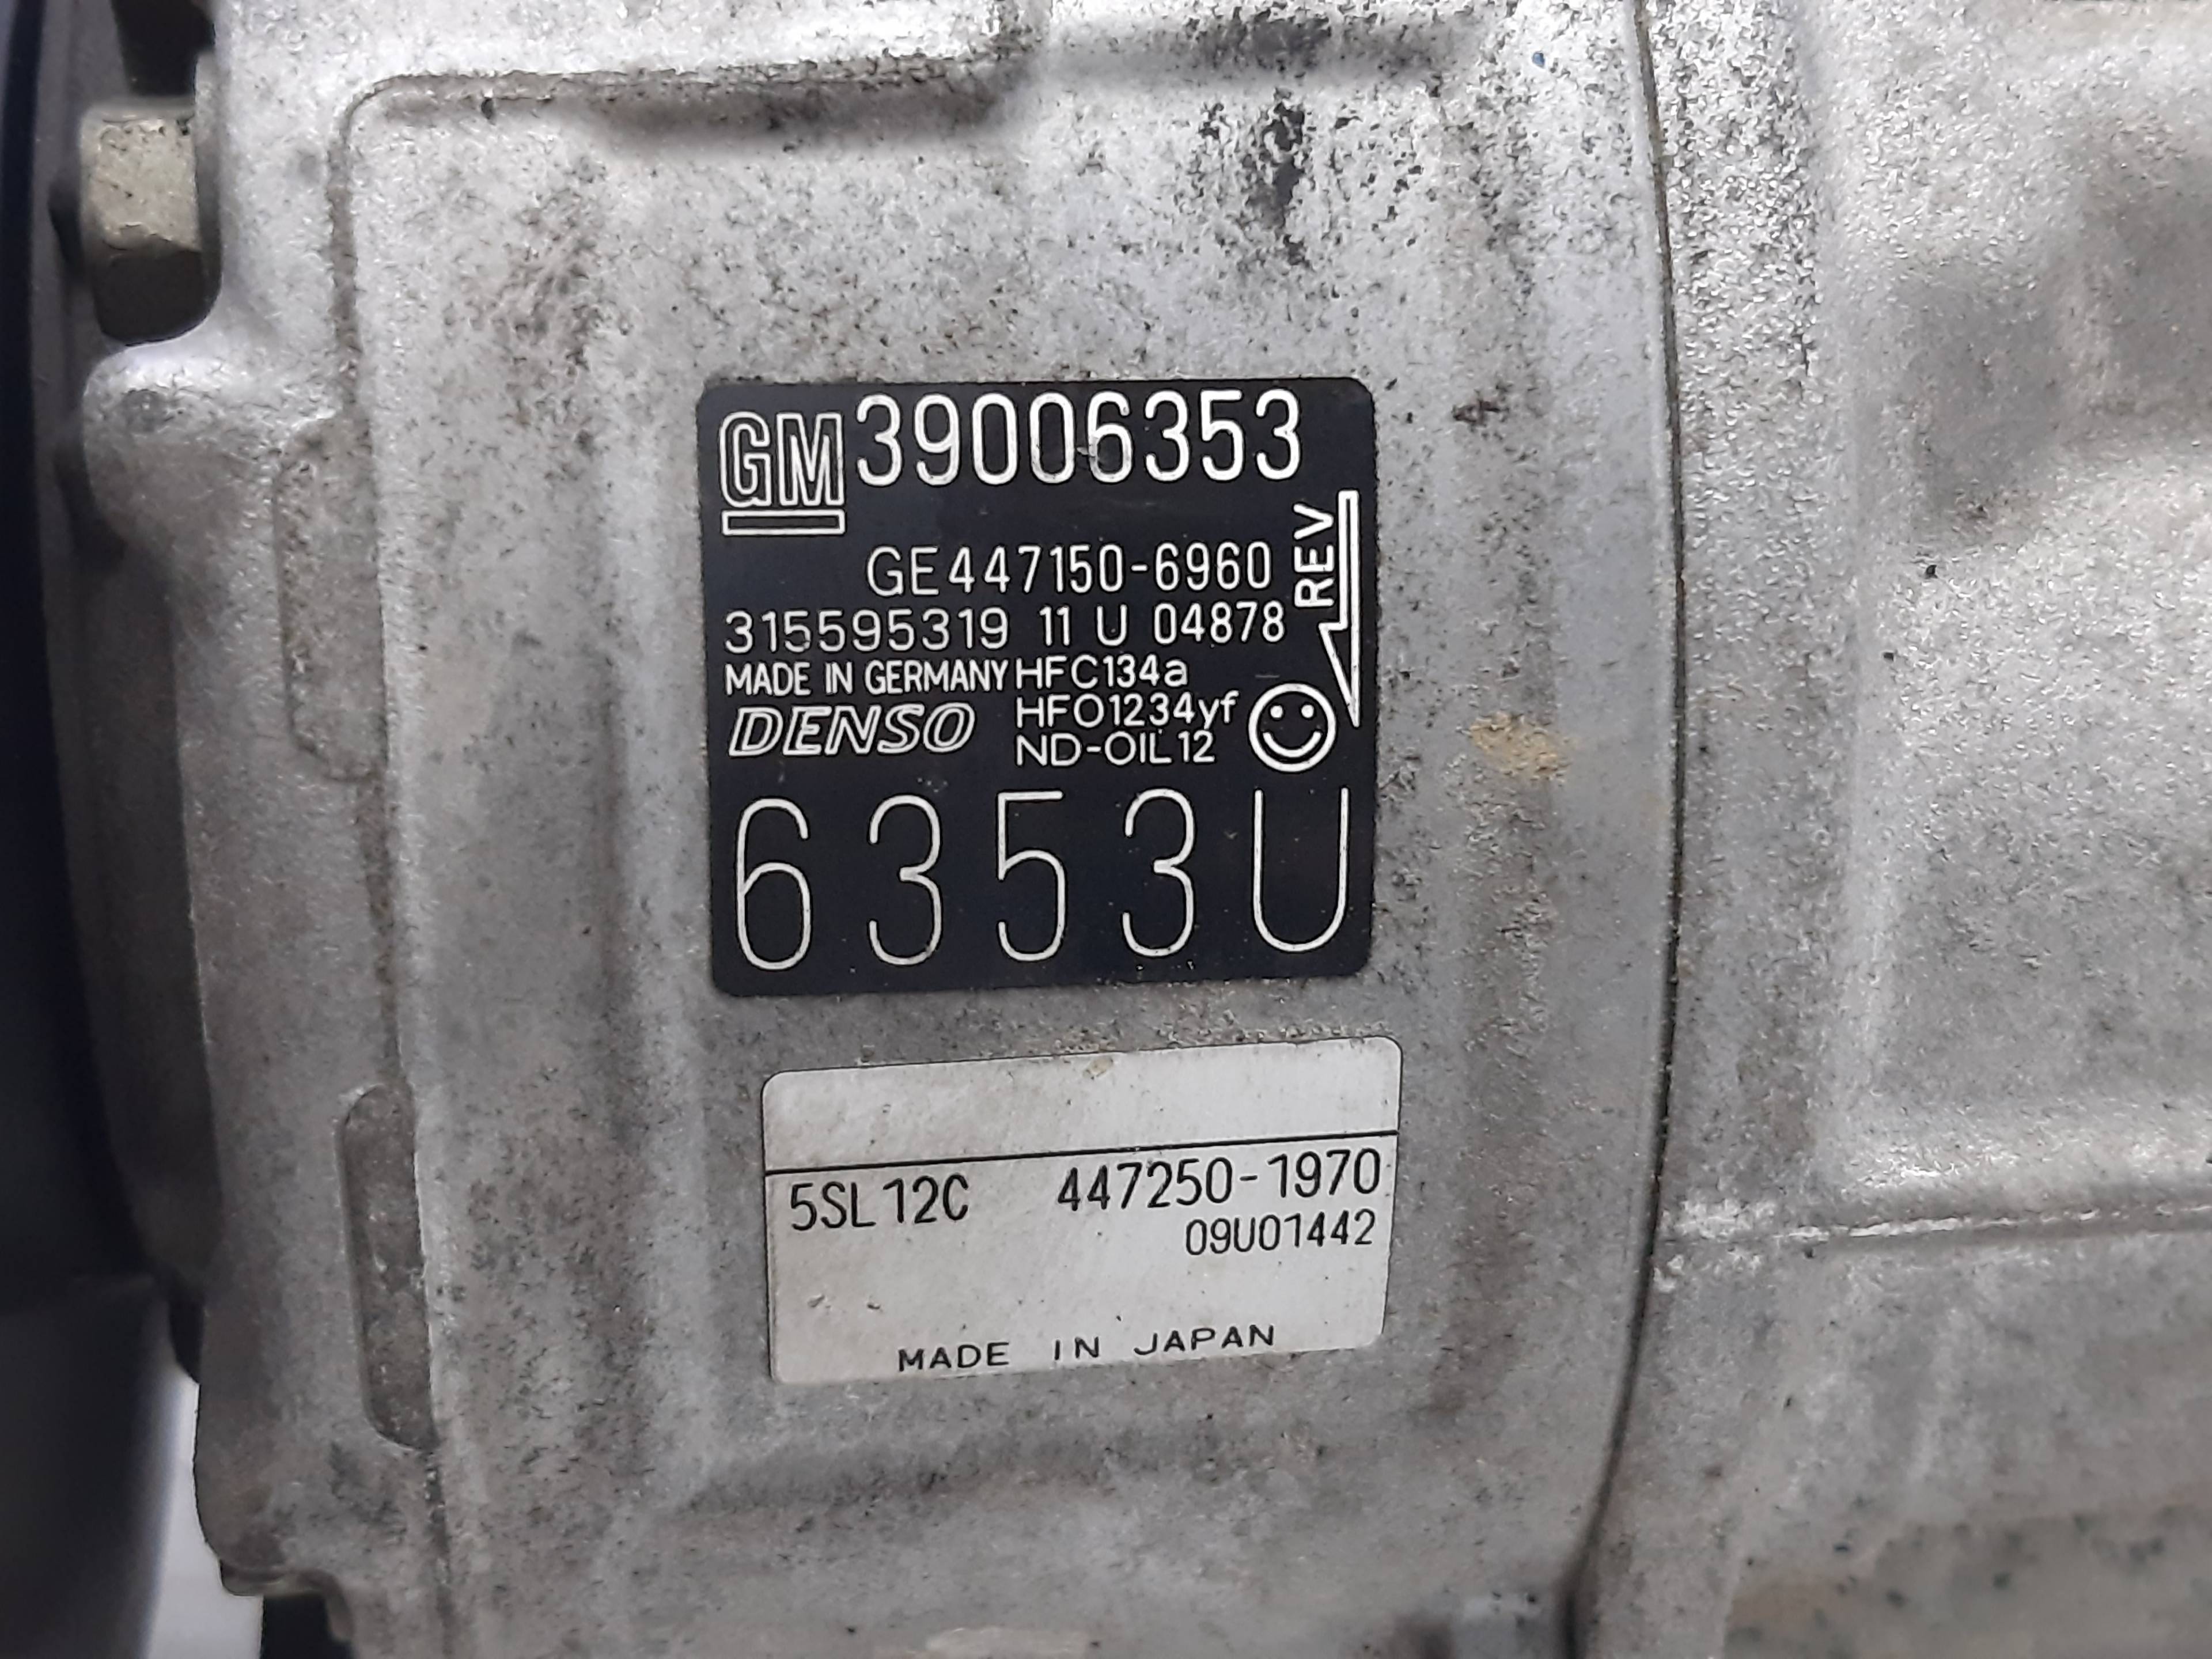 GM 39006353
REV
GE447150-6960
315595319 11 U 04878
MADE IN GERMANY HFC134a
DENSO HFO1234yf
ND-OIL12
6353U
5SL12C 447250-1970
09U01442
MADE IN JAPAN